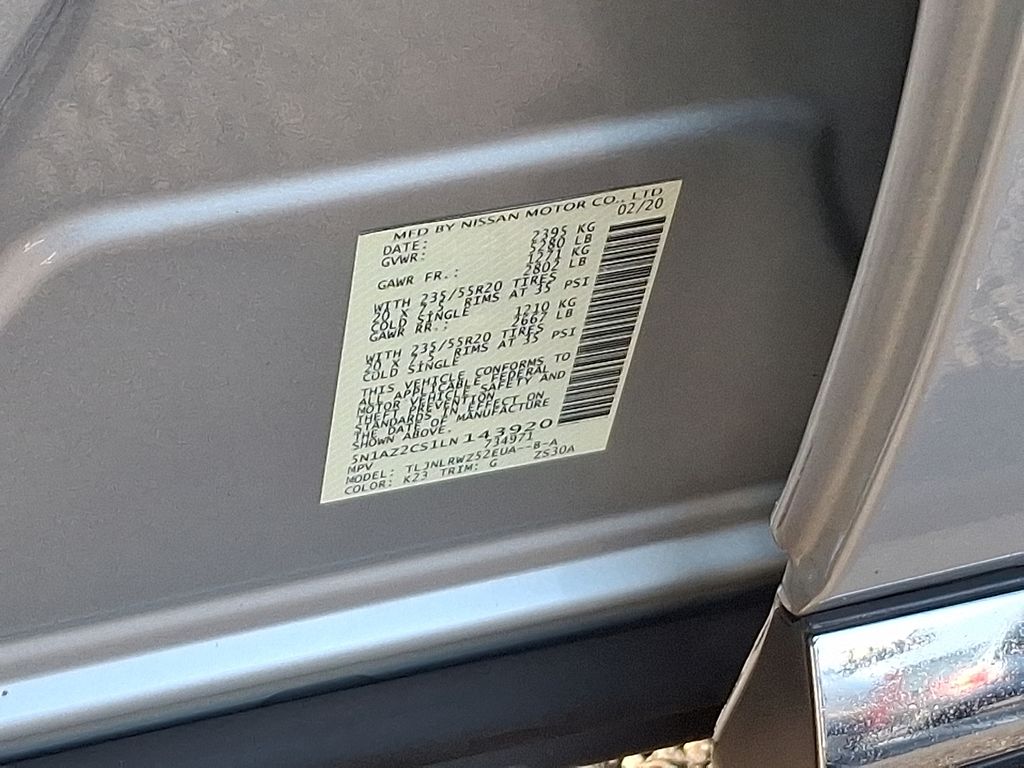 MFD BY NISSAN MOTOR CO., LTD
DATE: 02/20
GVWR: 2395 KG
5280 LB
GAWR FR.: 1271 KG
2802 LB
WITH 235/55R20 TIRES
20 X 7.5 RIMS AT 35 PSI
COLD SINGLE
GAWR RR.: 1210 KG
2667 LB
WITH 235/55R20 TIRES
20 X 7.5 RIMS AT 35 PSI
COLD SINGLE
THIS VEHICLE CONFORMS TO
ALL APPLICABLE FEDERAL
MOTOR VEHICLE SAFETY AND
THEFT PREVENTION
STANDARDS IN EFFECT ON
THE DATE OF MANUFACTURE
SHOWN ABOVE.
5N1AZ2CS1LN143920
MPV 734971
MODEL: TLJNLRWZ52EUA--B-A
COLOR: K23 TRIM: G ZS30A